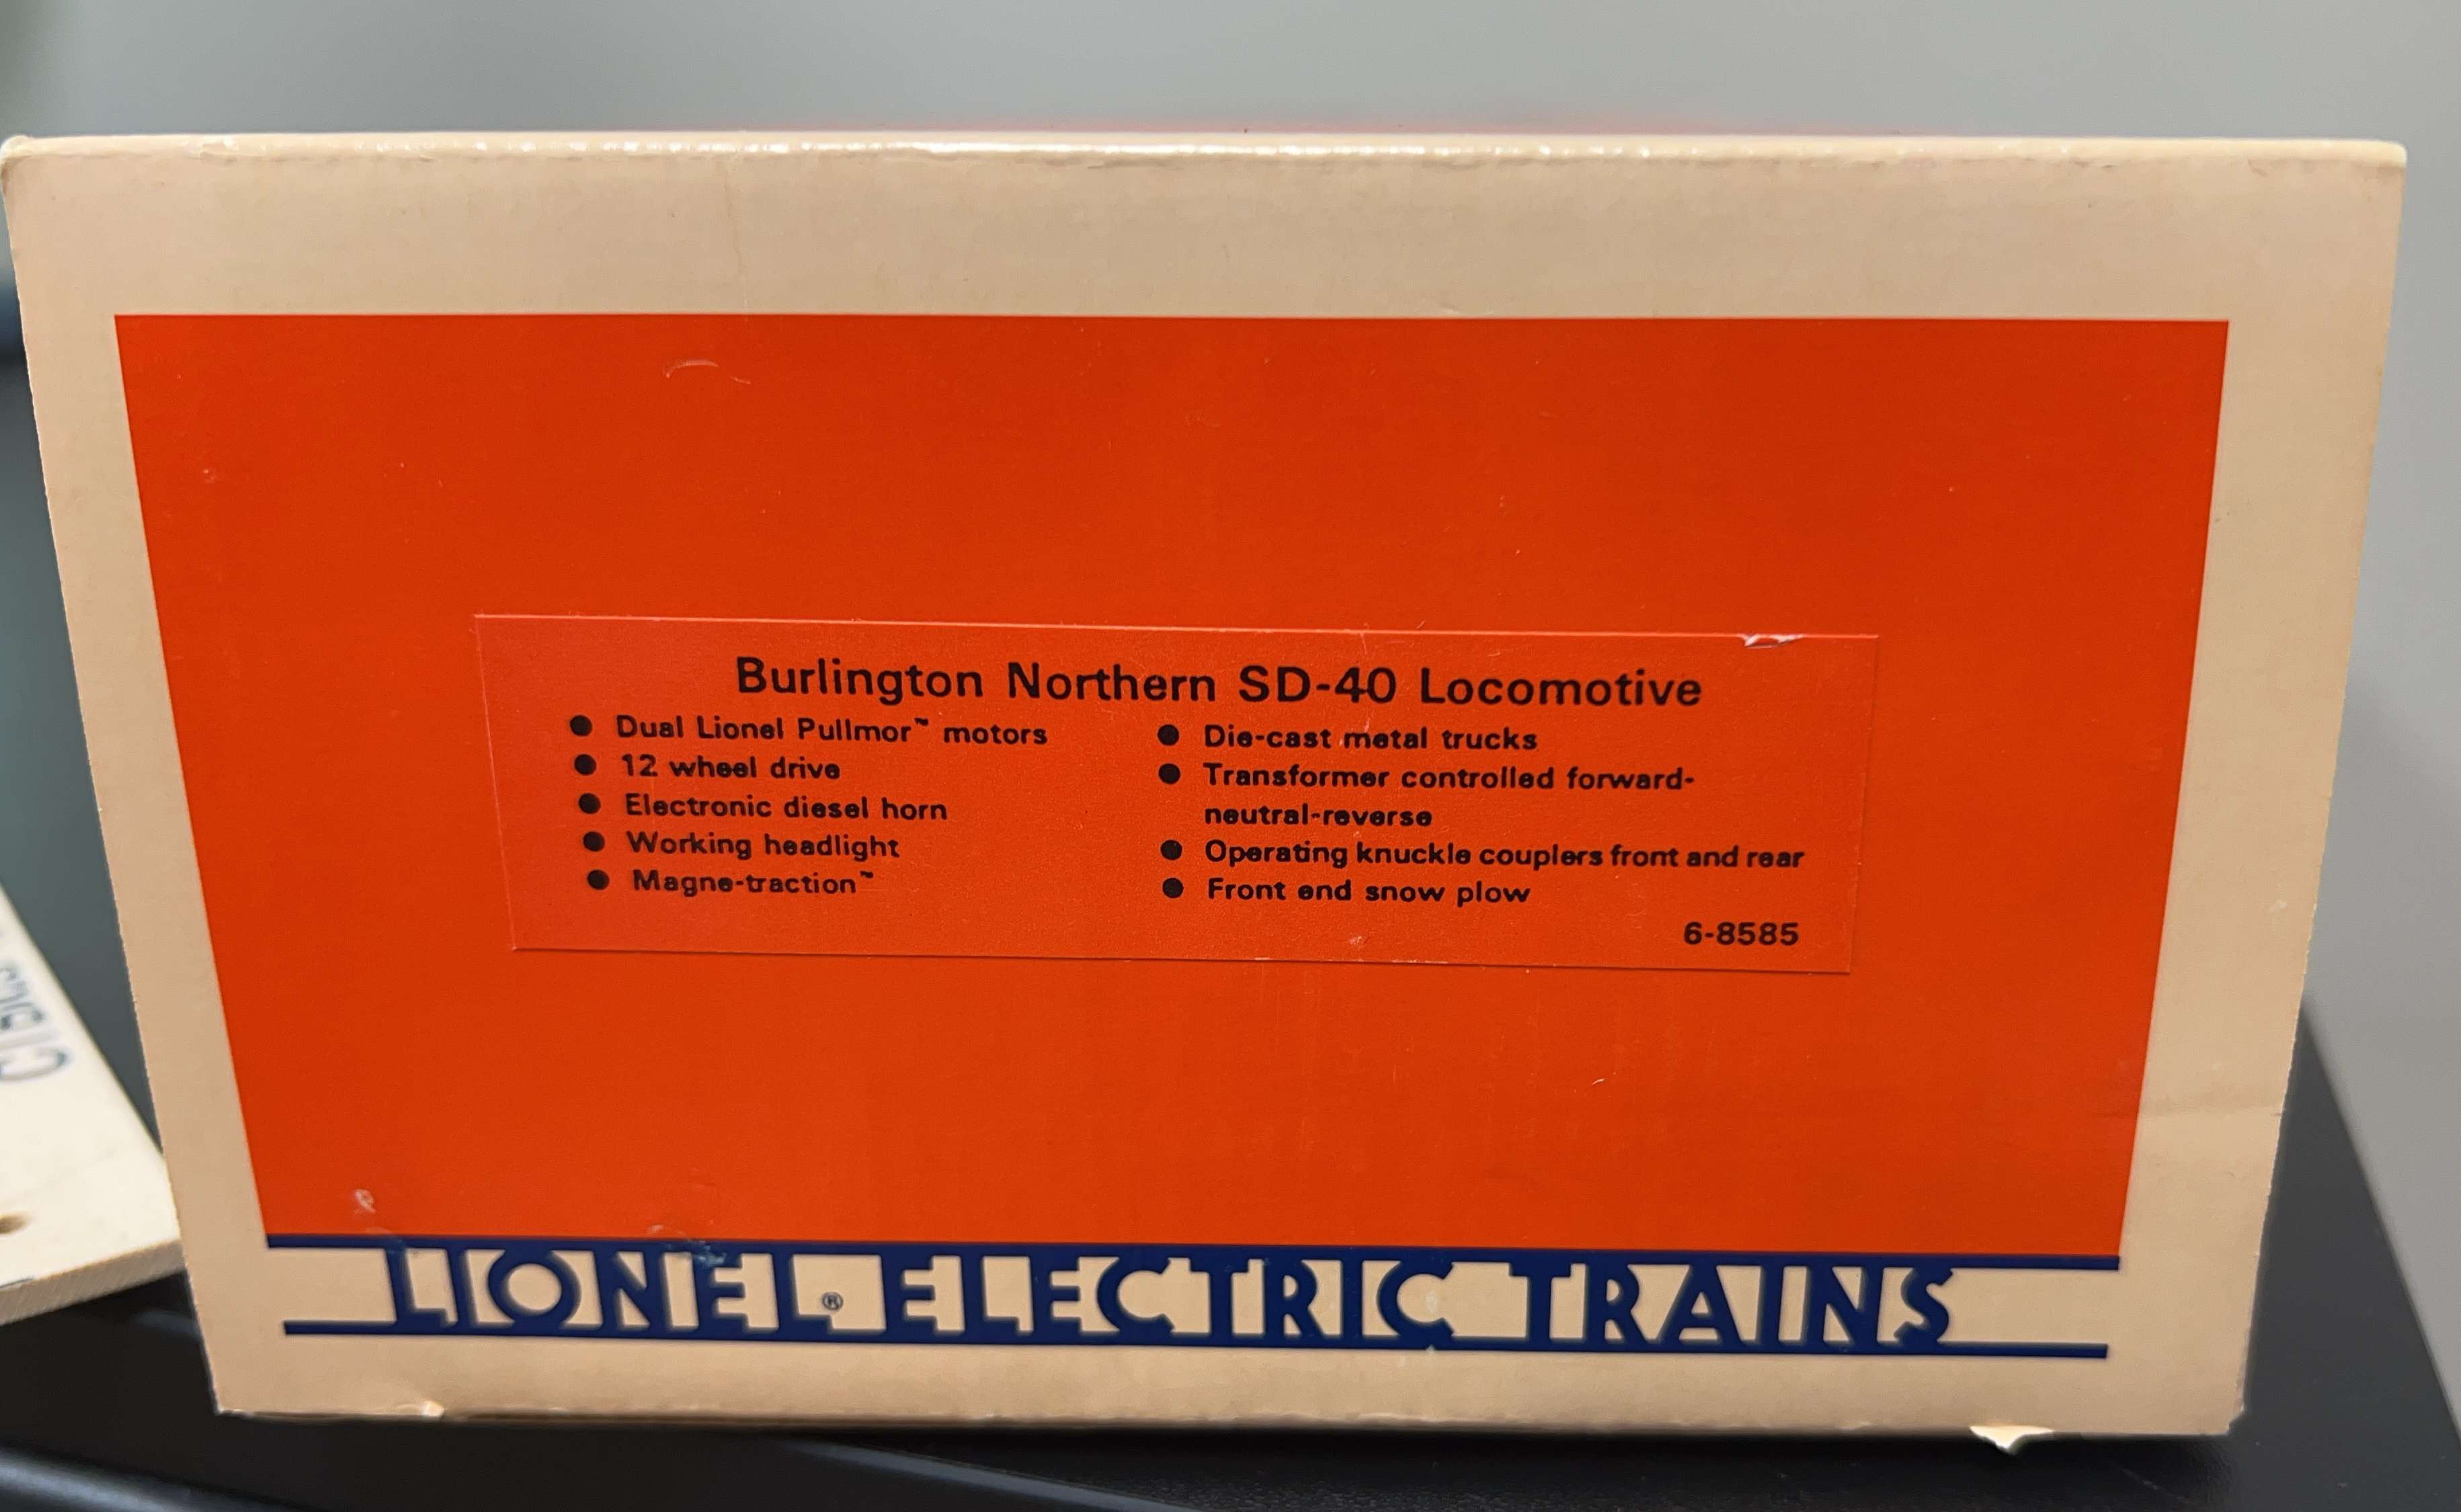 Burlington Northern SD-40 Locomotive
● Dual Lionel Pullmor™ motors
● 12 wheel drive
● Electronic diesel horn
● Working headlight
● Magne-traction™
● Die-cast metal trucks
● Transformer controlled forward-
neutral-reverse
● Operating knuckle couplers front and rear
● Front end snow plow
6-8585
LIONEL® ELECTRIC TRAINS